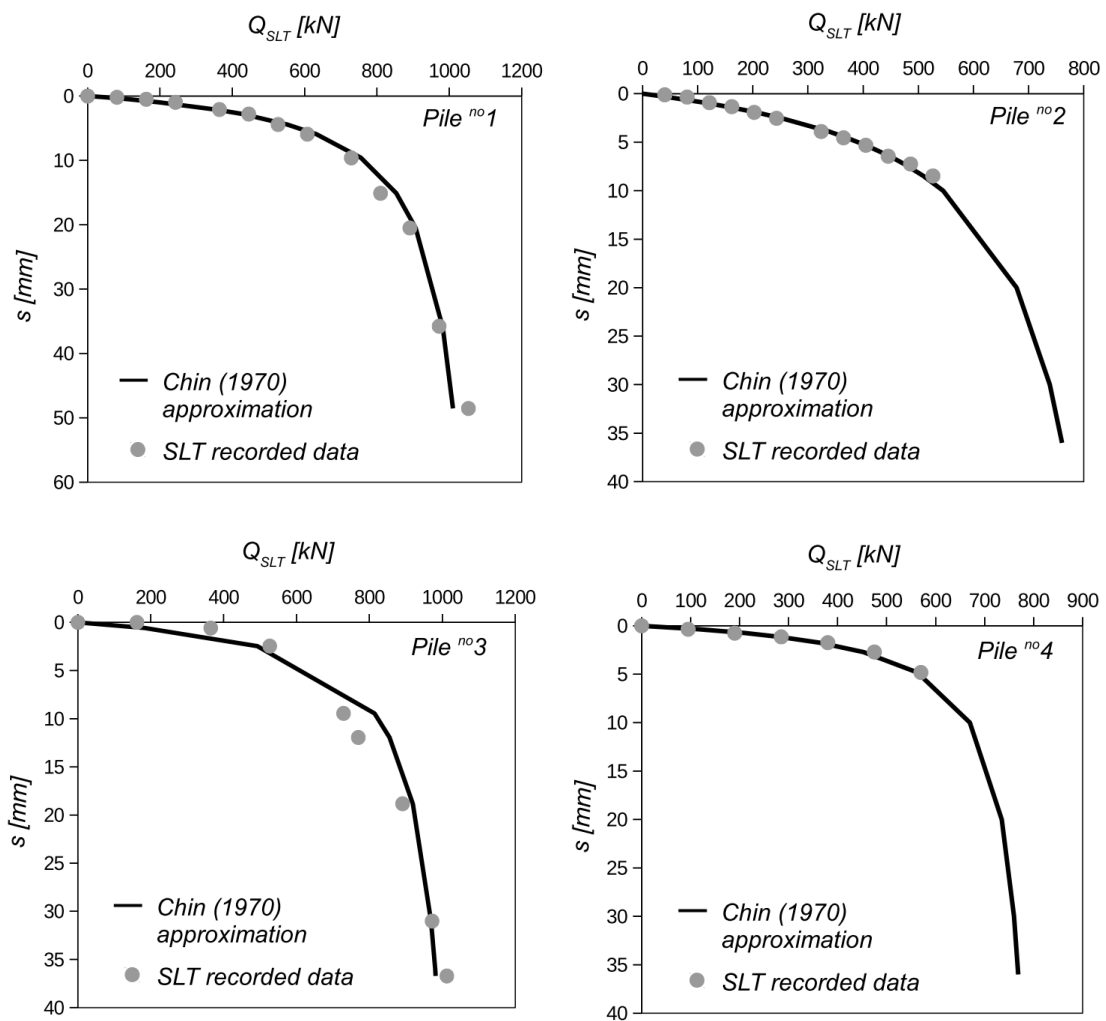 Q_SLT [kN]
0 200 400 600 800 1000 1200
0
10
20
30
40
50
60
s [mm]
Pile no1
Chin (1970)
approximation
SLT recorded data
Q_SLT [kN]
0 100 200 300 400 500 600 700 800
0
5
10
15
20
25
30
35
40
s [mm]
Pile no2
Chin (1970)
approximation
SLT recorded data
Q_SLT [kN]
0 200 400 600 800 1000 1200
0
5
10
15
20
25
30
35
40
s [mm]
Pile no3
Chin (1970)
approximation
SLT recorded data
Q_SLT [kN]
0 100 200 300 400 500 600 700 800 900
0
5
10
15
20
25
30
35
40
s [mm]
Pile no4
Chin (1970)
approximation
SLT recorded data